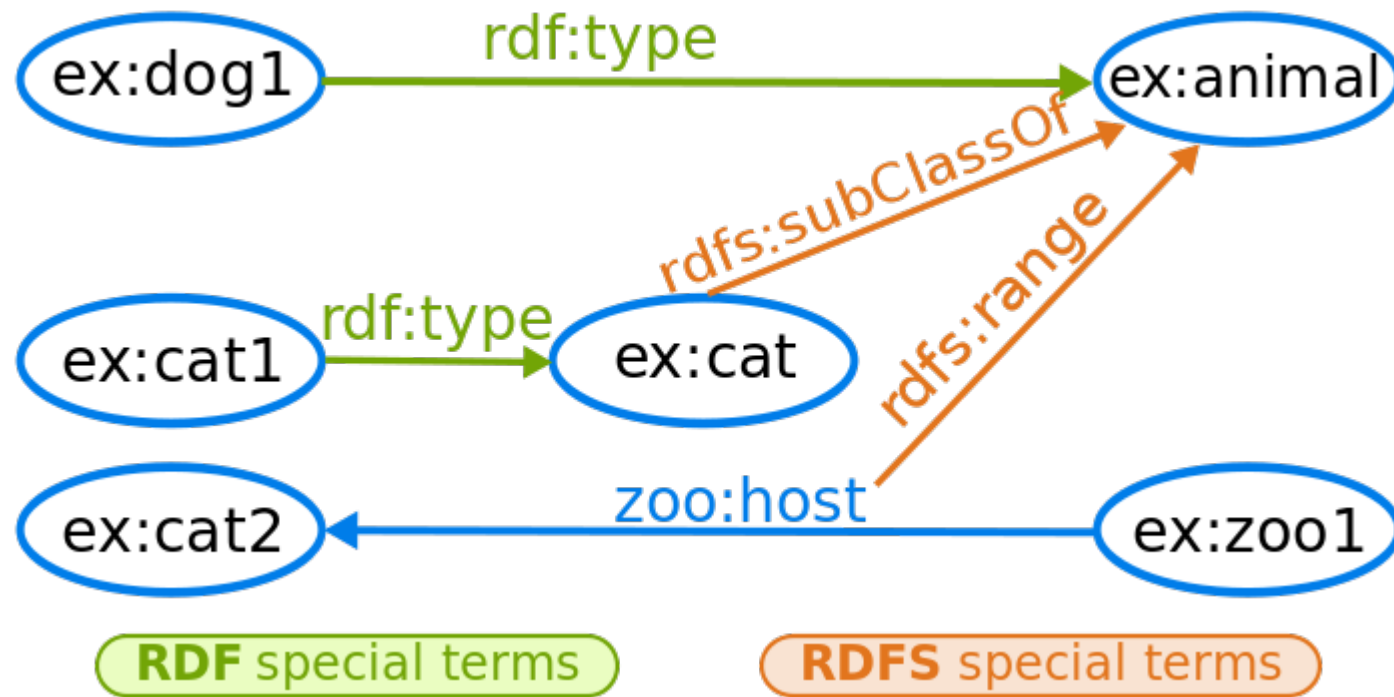 rdf:type
ex:dog1
ex:animal
rdfs:subClassOf
rdfs:range
rdf:type
ex:cat1
ex:cat
zoo:host
ex:cat2
ex:zoo1
RDF special terms
RDFS special terms